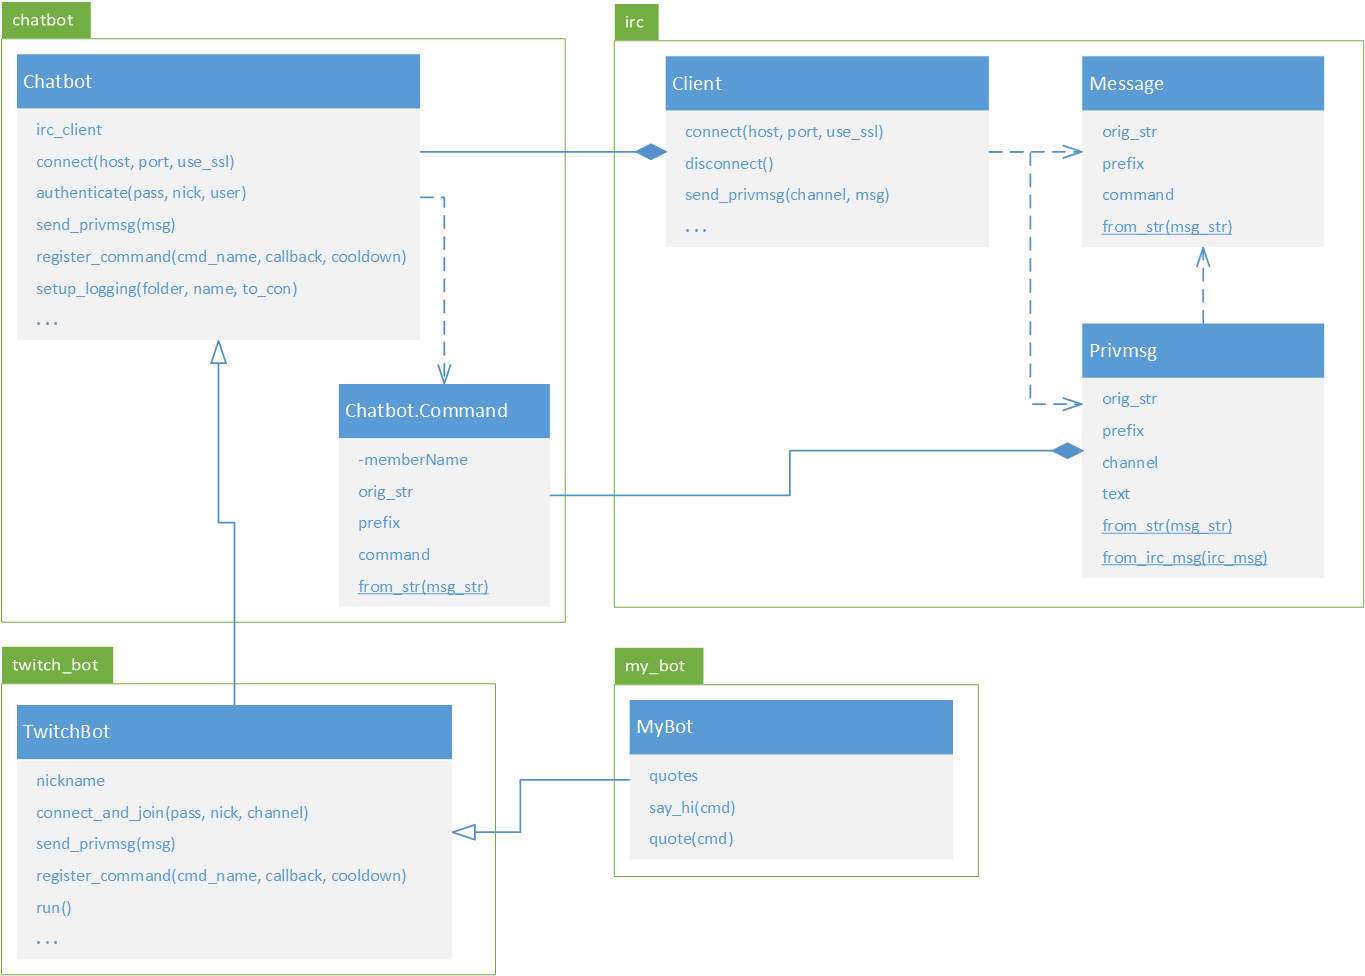 chatbot
Chatbot
irc_client
connect(host, port, use_ssl)
authenticate(pass, nick, user)
send_privmsg(msg)
register_command(cmd_name, callback, cooldown)
setup_logging(folder, name, to_con)
...
Chatbot.Command
-memberName
orig_str
prefix
command
from_str(msg_str)
irc
Client
connect(host, port, use_ssl)
disconnect()
send_privmsg(channel, msg)
...
Message
orig_str
prefix
command
from_str(msg_str)
Privmsg
orig_str
prefix
channel
text
from_str(msg_str)
from_irc_msg(irc_msg)
twitch_bot
TwitchBot
nickname
connect_and_join(pass, nick, channel)
send_privmsg(msg)
register_command(cmd_name, callback, cooldown)
run()
...
my_bot
MyBot
quotes
say_hi(cmd)
quote(cmd)